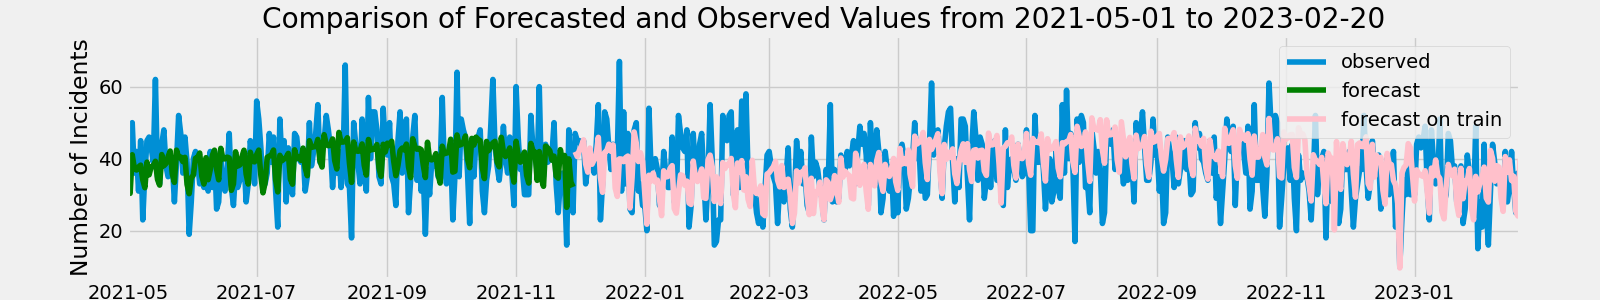 Comparison of Forecasted and Observed Values from 2021-05-01 to 2023-02-20
Number of Incidents
60
40
20
observed
forecast
forecast on train
2021-05 2021-07 2021-09 2021-11 2022-01 2022-03 2022-05 2022-07 2022-09 2022-11 2023-01